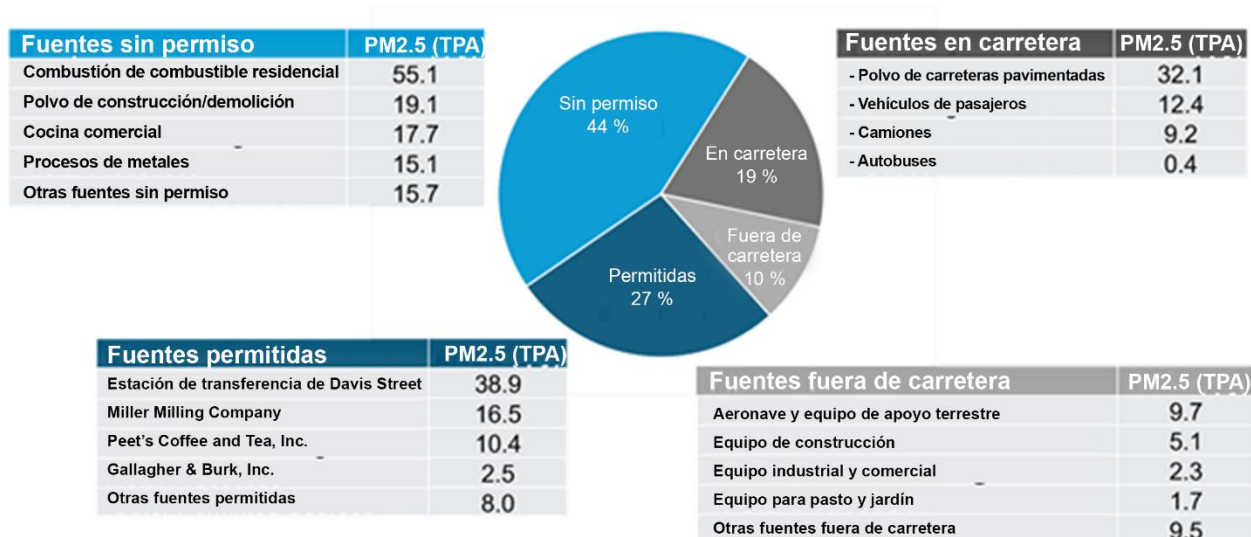 Fuentes sin permiso PM2.5 (TPA)
Combustión de combustible residencial 55.1
Polvo de construcción/demolición 19.1
Cocina comercial 17.7
Procesos de metales 15.1
Otras fuentes sin permiso 15.7
Sin permiso
44 %
En carretera
19 %
Fuera de
carretera
10 %
Permitidas
27 %
Fuentes en carretera PM2.5 (TPA)
- Polvo de carreteras pavimentadas 32.1
- Vehículos de pasajeros 12.4
- Camiones 9.2
- Autobuses 0.4
Fuentes permitidas PM2.5 (TPA)
Estación de transferencia de Davis Street 38.9
Miller Milling Company 16.5
Peet's Coffee and Tea, Inc. 10.4
Gallagher & Burk, Inc. 2.5
Otras fuentes permitidas 8.0
Fuentes fuera de carretera PM2.5 (TPA)
Aeronave y equipo de apoyo terrestre 9.7
Equipo de construcción 5.1
Equipo industrial y comercial 2.3
Equipo para pasto y jardín 1.7
Otras fuentes fuera de carretera 9.5